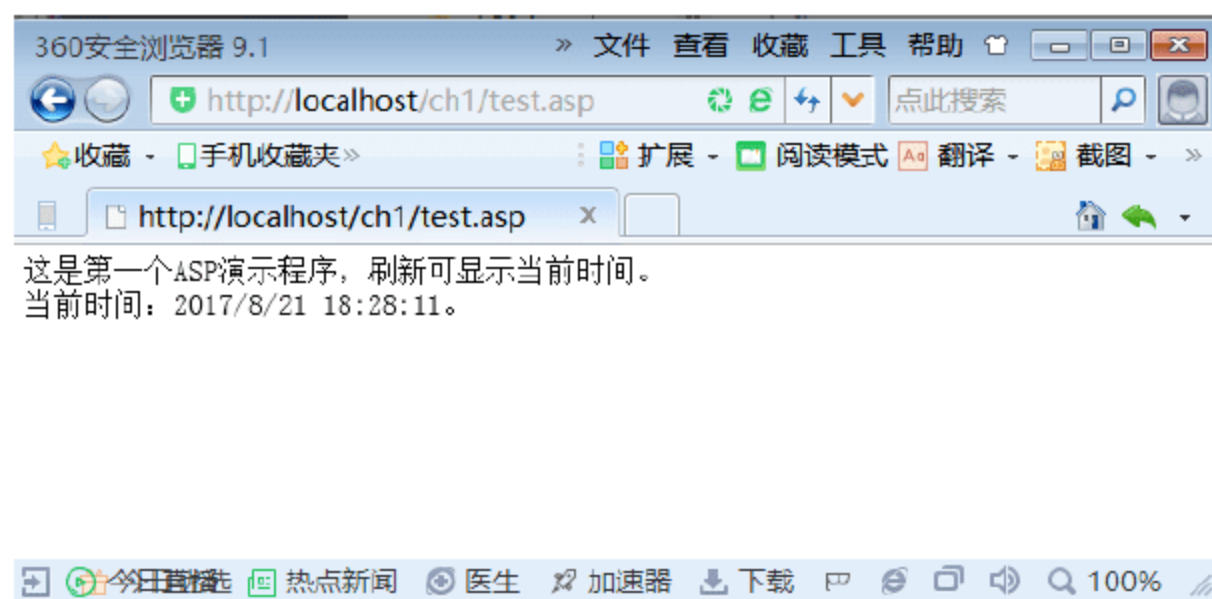 360安全浏览器 9.1 » 文件 查看 收藏 工具 帮助
http://localhost/ch1/test.asp 点此搜索
收藏 手机收藏夹» 扩展 阅读模式 Aa 翻译 截图 »
http://localhost/ch1/test.asp x
这是第一个ASP演示程序，刷新可显示当前时间。
当前时间：2017/8/21 18:28:11。
热点新闻 医生 加速器 下载 100%